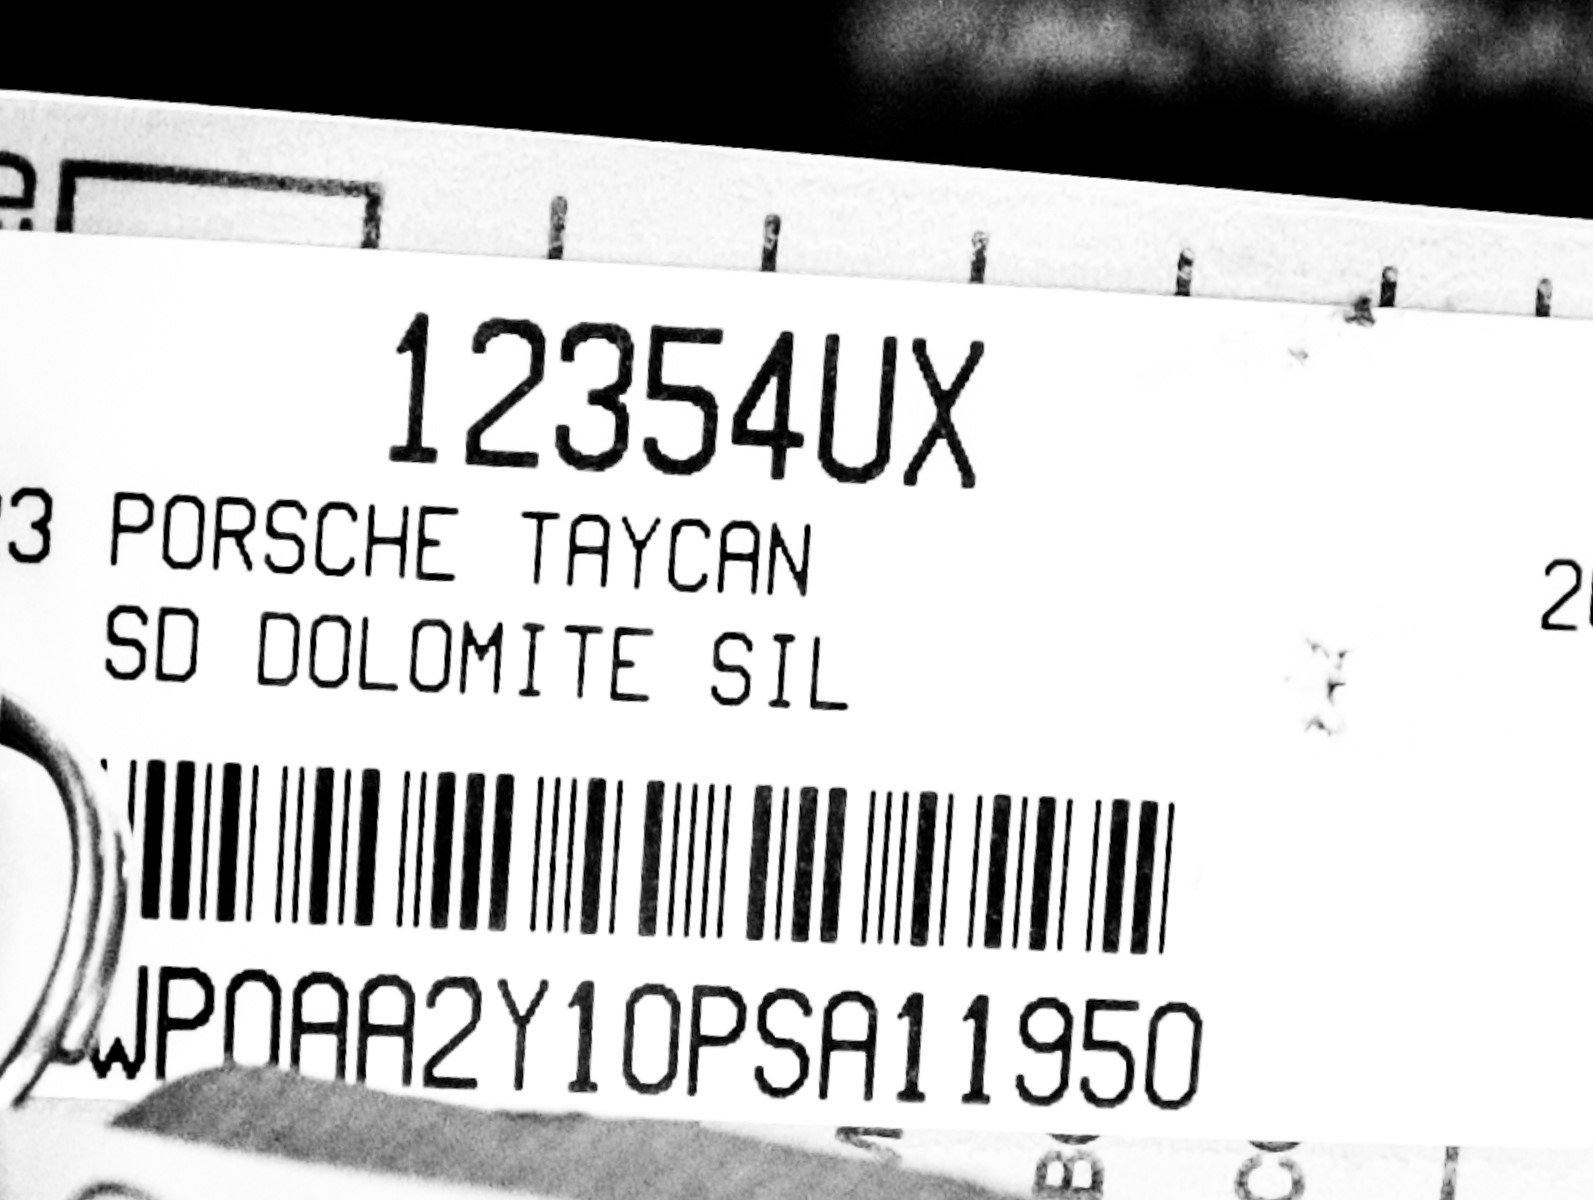 12354UX
3 PORSCHE TAYCAN
SD DOLOMITE SIL
WP0AA2Y10PSA11950